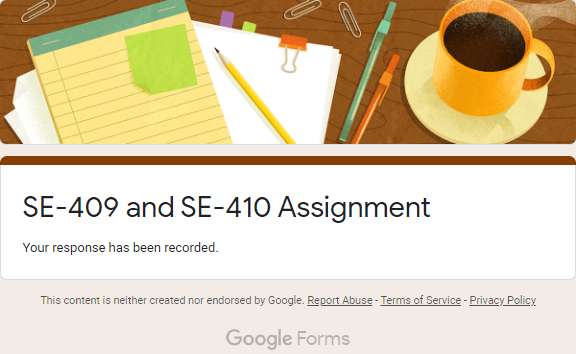 SE-409 and SE-410 Assignment
Your response has been recorded.
This content is neither created nor endorsed by Google. Report Abuse - Terms of Service - Privacy Policy
Google Forms